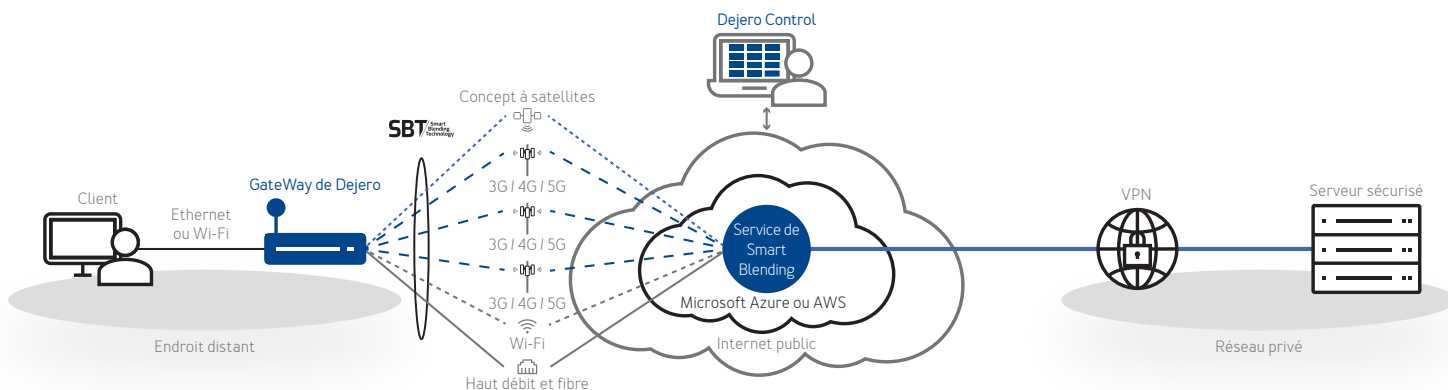 Dejero Control
Concept à satellites
SBT Smart
Blending
Technology
GateWay de Dejero
Client
Ethernet
ou Wi-Fi
3G / 4G / 5G
3G / 4G / 5G
3G / 4G / 5G
Wi-Fi
Haut débit et fibre
Endroit distant
Service de
Smart
Blending
Microsoft Azure ou AWS
Internet public
VPN
Serveur sécurisé
Réseau privé